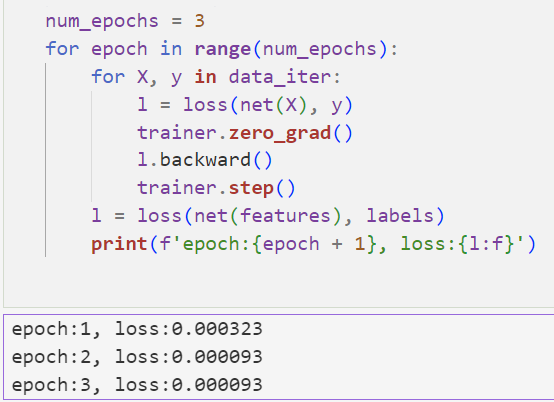 num_epochs = 3
for epoch in range(num_epochs):
    for X, y in data_iter:
        l = loss(net(X), y)
        trainer.zero_grad()
        l.backward()
        trainer.step()
    l = loss(net(features), labels)
    print(f'epoch:{epoch + 1}, loss:{l:f}')
epoch:1, loss:0.000323
epoch:2, loss:0.000093
epoch:3, loss:0.000093